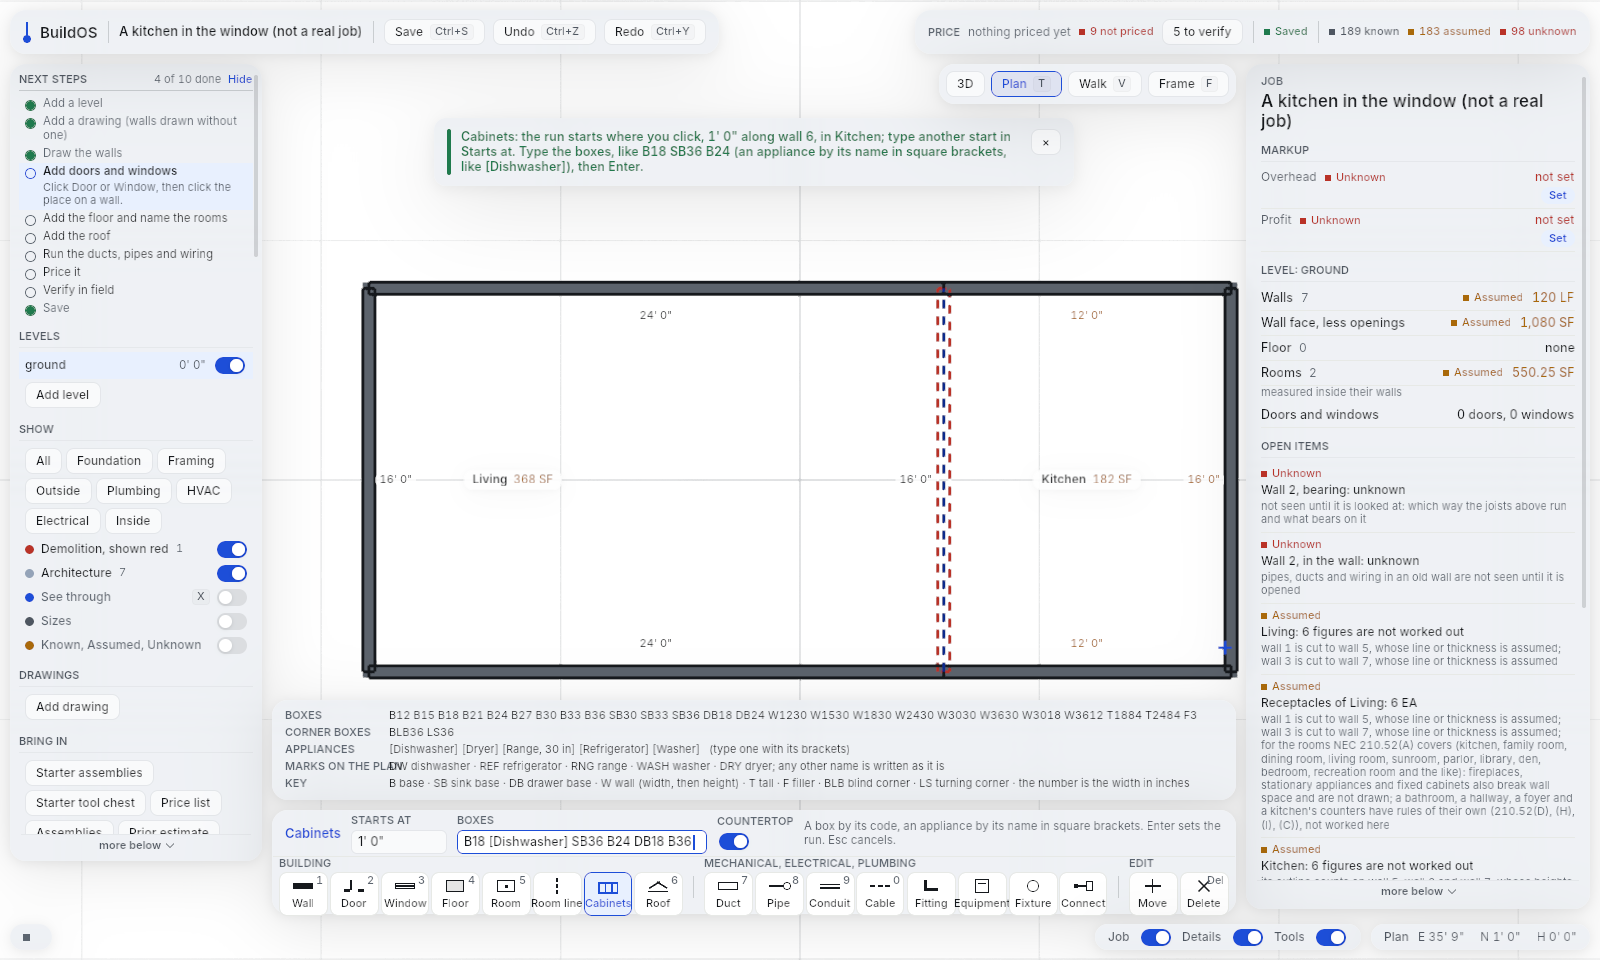 BuildOS
A kitchen in the window (not a real job)
Save Ctrl+S
Undo Ctrl+Z
Redo Ctrl+Y
PRICE nothing priced yet 9 not priced
5 to verify
Saved
189 known 183 assumed 98 unknown
3D
Plan T
Walk V
Frame F
NEXT STEPS 4 of 10 done Hide
Add a level
Add a drawing (walls drawn without
one)
Draw the walls
Add doors and windows
Click Door or Window, then click the
place on a wall.
Add the floor and name the rooms
Add the roof
Run the ducts, pipes and wiring
Price it
Verify in field
Save
LEVELS
ground 0' 0"
Add level
SHOW
All Foundation Framing
Outside Plumbing HVAC
Electrical Inside
Demolition, shown red 1
Architecture 7
See through X
Sizes
Known, Assumed, Unknown
DRAWINGS
Add drawing
BRING IN
Starter assemblies
Starter tool chest Price list
Assemblies Prior estimate
more below
Cabinets: the run starts where you click, 1' 0" along wall 6, in Kitchen; type another start in
Starts at. Type the boxes, like B18 SB36 B24 (an appliance by its name in square brackets,
like [Dishwasher]), then Enter.
×
24' 0" 12' 0"
16' 0" Living 368 SF 16' 0" Kitchen 182 SF 16' 0"
24' 0" 12' 0"
BOXES B12 B15 B18 B21 B24 B27 B30 B33 B36 SB30 SB33 SB36 DB18 DB24 W1230 W1530 W1830 W2430 W3030 W3630 W3018 W3612 T1884 T2484 F3
CORNER BOXES BLB36 LS36
APPLIANCES [Dishwasher] [Dryer] [Range, 30 in] [Refrigerator] [Washer] (type one with its brackets)
MARKS ON THE PLAN DW dishwasher · REF refrigerator · RNG range · WASH washer · DRY dryer; any other name is written as it is
KEY B base · SB sink base · DB drawer base · W wall (width, then height) · T tall · F filler · BLB blind corner · LS turning corner · the number is the width in inches
Cabinets
STARTS AT
1' 0"
BOXES
B18 [Dishwasher] SB36 B24 DB18 B36
COUNTERTOP
A box by its code, an appliance by its name in square brackets. Enter sets the
run. Esc cancels.
BUILDING MECHANICAL, ELECTRICAL, PLUMBING EDIT
1 2 3 4 5 6 7 8 9 0 Del
Wall Door Window Floor Room Room line Cabinets Roof Duct Pipe Conduit Cable Fitting Equipment Fixture Connect Move Delete
JOB
A kitchen in the window (not a real
job)
MARKUP
Overhead Unknown not set
Set
Profit Unknown not set
Set
LEVEL: GROUND
Walls 7 Assumed 120 LF
Wall face, less openings Assumed 1,080 SF
Floor 0 none
Rooms 2 Assumed 550.25 SF
measured inside their walls
Doors and windows 0 doors, 0 windows
OPEN ITEMS
Unknown
Wall 2, bearing: unknown
not seen until it is looked at: which way the joists above run
and what bears on it
Unknown
Wall 2, in the wall: unknown
pipes, ducts and wiring in an old wall are not seen until it is
opened
Assumed
Living: 6 figures are not worked out
wall 1 is cut to wall 5, whose line or thickness is assumed;
wall 3 is cut to wall 7, whose line or thickness is assumed
Assumed
Receptacles of Living: 6 EA
wall 1 is cut to wall 5, whose line or thickness is assumed;
wall 3 is cut to wall 7, whose line or thickness is assumed;
for the rooms NEC 210.52(A) covers (kitchen, family room,
dining room, living room, sunroom, parlor, library, den,
bedroom, recreation room and the like): fireplaces,
stationary appliances and fixed cabinets also break wall
space and are not drawn; a bathroom, a hallway, a foyer and
a kitchen's counters have rules of their own (210.52(D), (H),
(I), (C)), not worked here
Assumed
Kitchen: 6 figures are not worked out
more below
Job Details Tools
Plan E 35' 9" N 1' 0" H 0' 0"